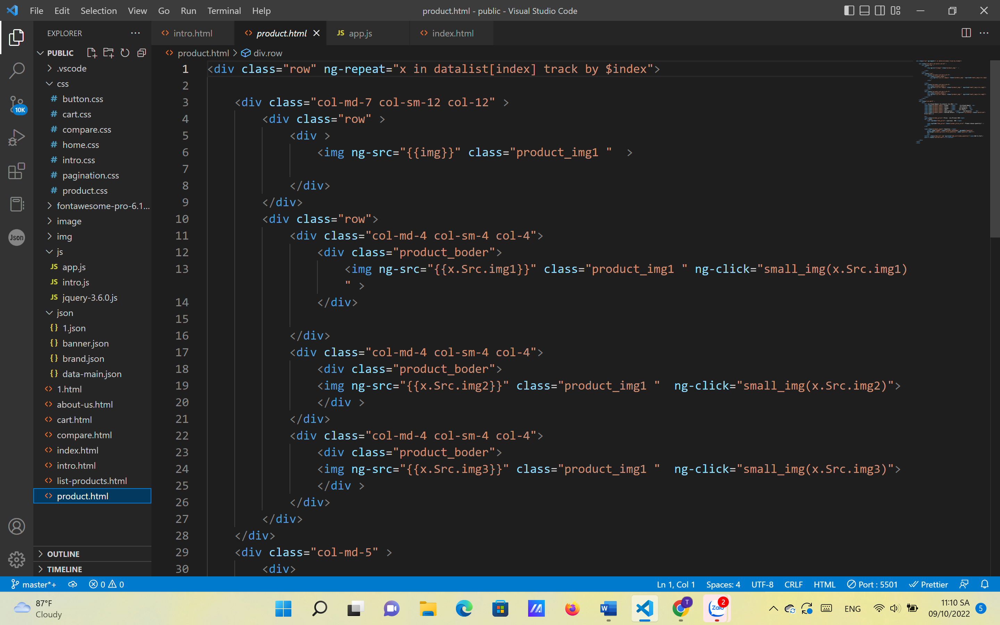 File Edit Selection View Go Run Terminal Help
product.html - public - Visual Studio Code
EXPLORER
intro.html
product.html
JS app.js
index.html
PUBLIC
product.html > div.row
.vscode
css
# button.css
# cart.css
# compare.css
# home.css
# intro.css
# pagination.css
# product.css
fontawesome-pro-6.1...
image
img
js
JS app.js
JS intro.js
JS jquery-3.6.0.js
json
{} 1.json
{} banner.json
{} brand.json
{} data-main.json
1.html
about-us.html
cart.html
compare.html
index.html
intro.html
list-products.html
product.html
OUTLINE
TIMELINE
10K
Json
1 <div class="row" ng-repeat="x in datalist[index] track by $index">
2
3 <div class="col-md-7 col-sm-12 col-12" >
4 <div class="row" >
5 <div >
6 <img ng-src="{{img}}" class="product_img1 "  >
7
8 </div>
9 </div>
10 <div class="row">
11 <div class="col-md-4 col-sm-4 col-4">
12 <div class="product_boder">
13 <img ng-src="{{x.Src.img1}}" class="product_img1 " ng-click="small_img(x.Src.img1)
" >
14 </div>
15
16 </div>
17 <div class="col-md-4 col-sm-4 col-4">
18 <div class="product_boder">
19 <img ng-src="{{x.Src.img2}}" class="product_img1 "  ng-click="small_img(x.Src.img2)">
20 </div >
21 </div>
22 <div class="col-md-4 col-sm-4 col-4">
23 <div class="product_boder">
24 <img ng-src="{{x.Src.img3}}" class="product_img1 "  ng-click="small_img(x.Src.img3)">
25 </div >
26 </div>
27 </div>
28 </div>
29 <div class="col-md-5" >
30 <div>
master*+ 0 0
Ln 1, Col 1 Spaces: 4 UTF-8 CRLF HTML Port : 5501 Prettier
87°F
Cloudy
W
T
Zalo
2
ENG
11:10 SA
09/10/2022
5